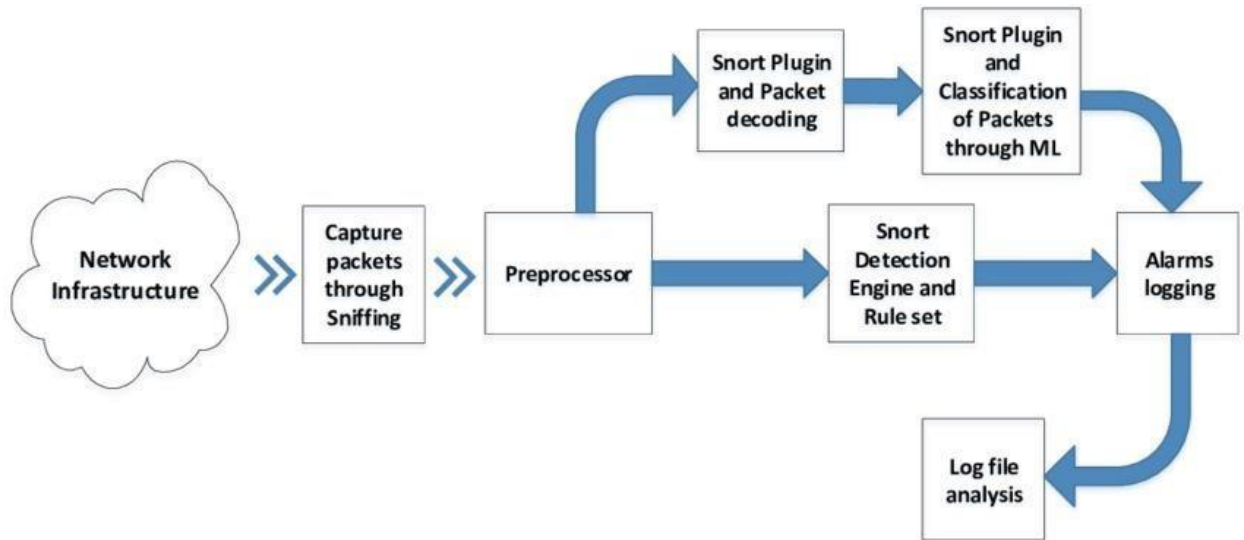 Network
Infrastructure
Capture
packets
through
Sniffing
Preprocessor
Snort Plugin
and Packet
decoding
Snort Plugin
and
Classification
of Packets
through ML
Snort
Detection
Engine and
Rule set
Alarms
logging
Log file
analysis